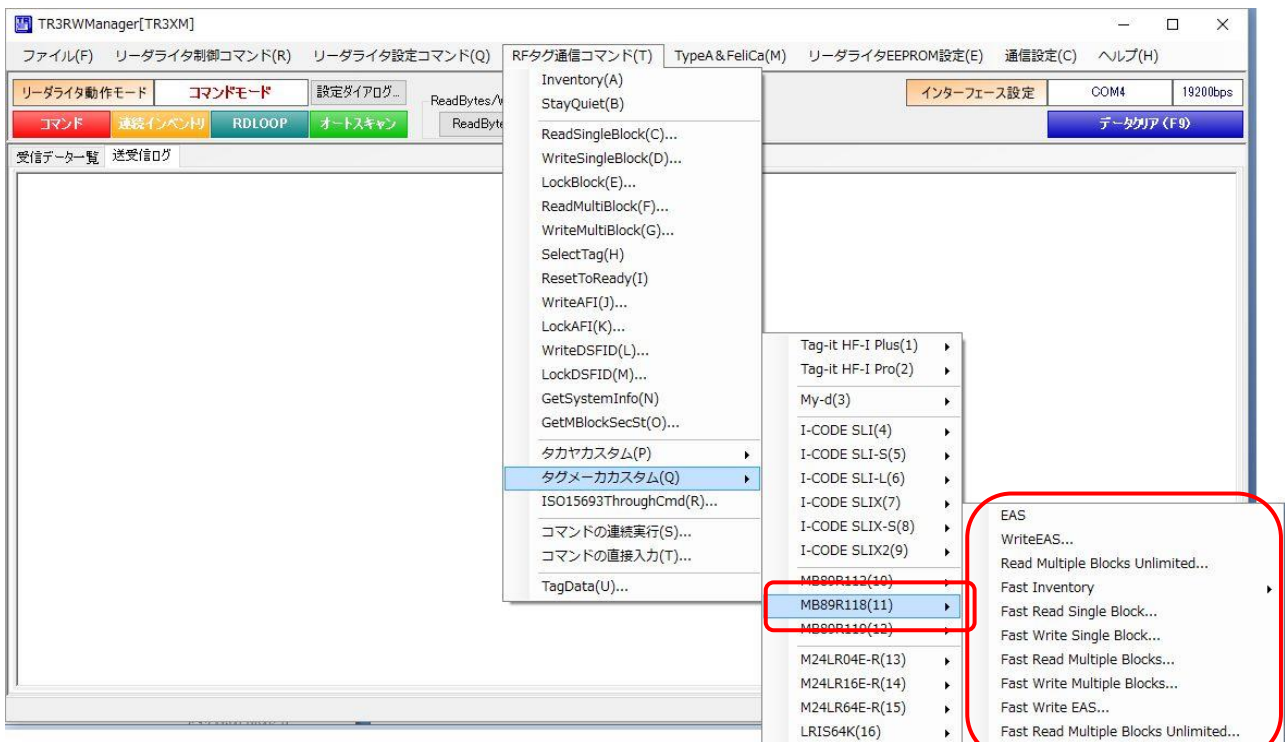 TR3RWManager[TR3XM]
ファイル(F) リーダライタ制御コマンド(R) リーダライタ設定コマンド(Q) RFタグ通信コマンド(T) TypeA&FeliCa(M) リーダライタEEPROM設定(E) 通信設定(C) ヘルプ(H)
リーダライタ動作モード コマンドモード 設定ダイアログ... ReadBytes/W インターフェース設定 COM4 19200bps
コマンド 連続インベントリ RDLOOP オートスキャン ReadByte データクリア(F9)
受信データ一覧 送受信ログ
Inventory(A)
StayQuiet(B)
ReadSingleBlock(C)...
WriteSingleBlock(D)...
LockBlock(E)...
ReadMultiBlock(F)...
WriteMultiBlock(G)...
SelectTag(H)
ResetToReady(I)
WriteAFI(J)...
LockAFI(K)...
WriteDSFID(L)...
LockDSFID(M)...
GetSystemInfo(N)
GetMBlockSecSt(O)...
タカヤカスタム(P)
タグメーカカスタム(Q)
ISO15693ThroughCmd(R)...
コマンドの連続実行(S)...
コマンドの直接入力(T)...
TagData(U)...
Tag-it HF-I Plus(1)
Tag-it HF-I Pro(2)
My-d(3)
I-CODE SLI(4)
I-CODE SLI-S(5)
I-CODE SLI-L(6)
I-CODE SLIX(7)
I-CODE SLIX-S(8)
I-CODE SLIX2(9)
MB89R112(10)
MB89R118(11)
MB89R119(12)
M24LR04E-R(13)
M24LR16E-R(14)
M24LR64E-R(15)
LRIS64K(16)
EAS
WriteEAS...
Read Multiple Blocks Unlimited...
Fast Inventory
Fast Read Single Block...
Fast Write Single Block...
Fast Read Multiple Blocks...
Fast Write Multiple Blocks...
Fast Write EAS...
Fast Read Multiple Blocks Unlimited...